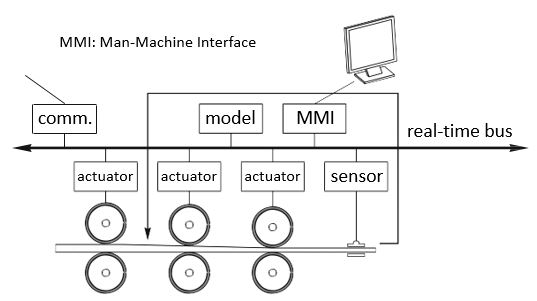 MMI: Man-Machine Interface
comm.
model
MMI
real-time bus
actuator
actuator
actuator
sensor